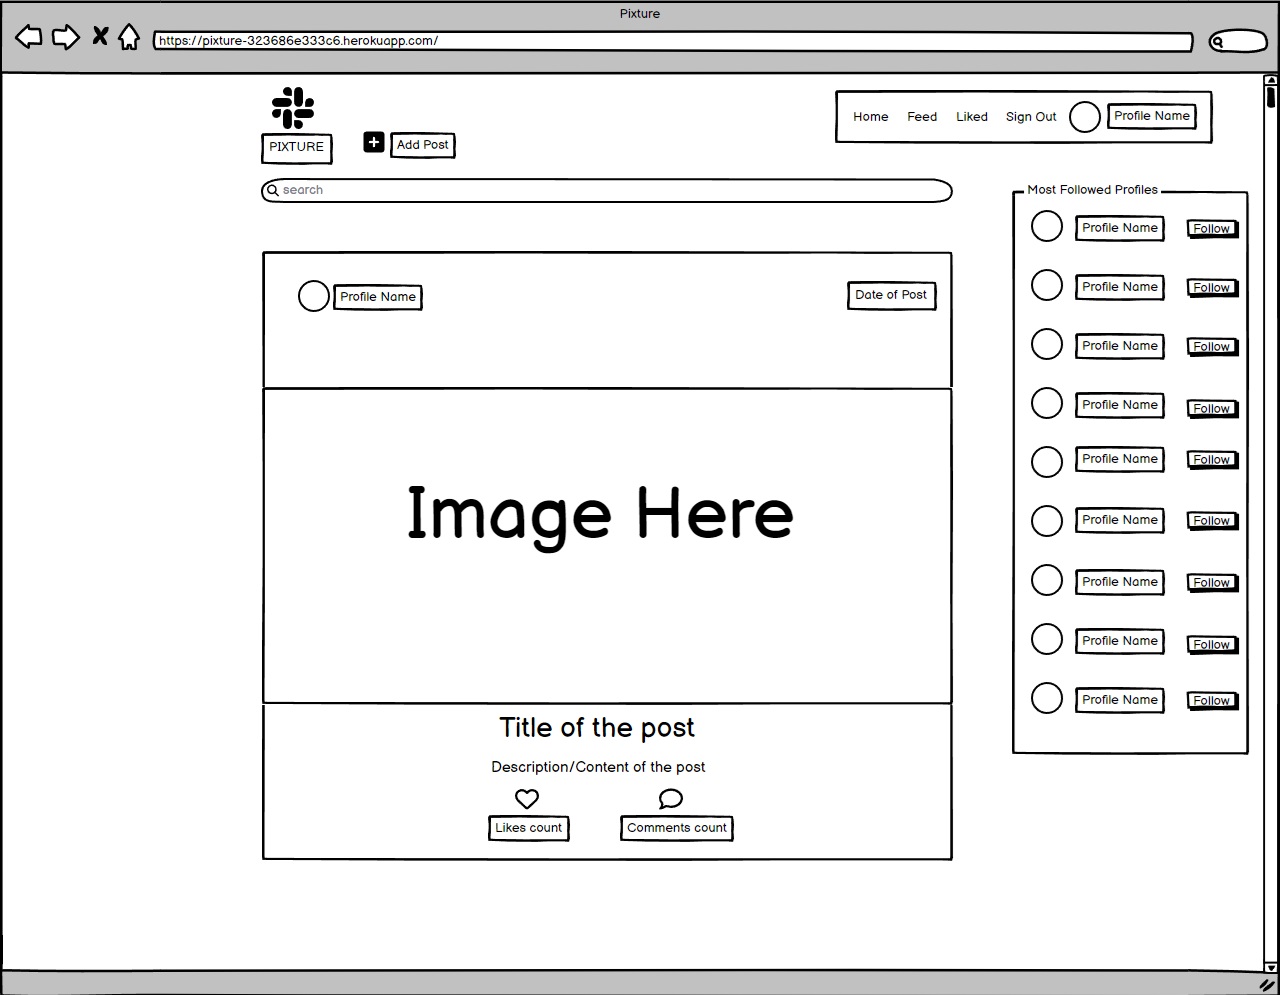 Pixture
https://pixture-323686e333c6.herokuapp.com/
PIXTURE
Add Post
Home Feed Liked Sign Out Profile Name
search
Most Followed Profiles
Profile Name Follow
Profile Name Follow
Profile Name Follow
Profile Name Follow
Profile Name Follow
Profile Name Follow
Profile Name Follow
Profile Name Follow
Profile Name Follow
Profile Name
Date of Post
Image Here
Title of the post
Description/Content of the post
Likes count
Comments count